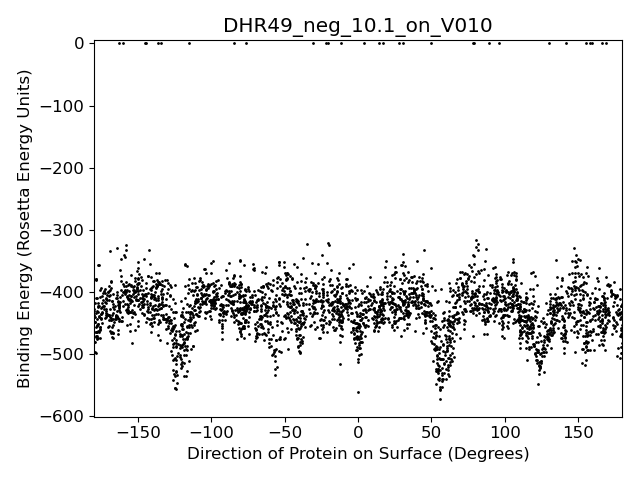 DHR49_neg_10.1_on_V010
0
−100
−200
−300
−400
−500
−600
Binding Energy (Rosetta Energy Units)
−150 −100 −50 0 50 100 150
Direction of Protein on Surface (Degrees)